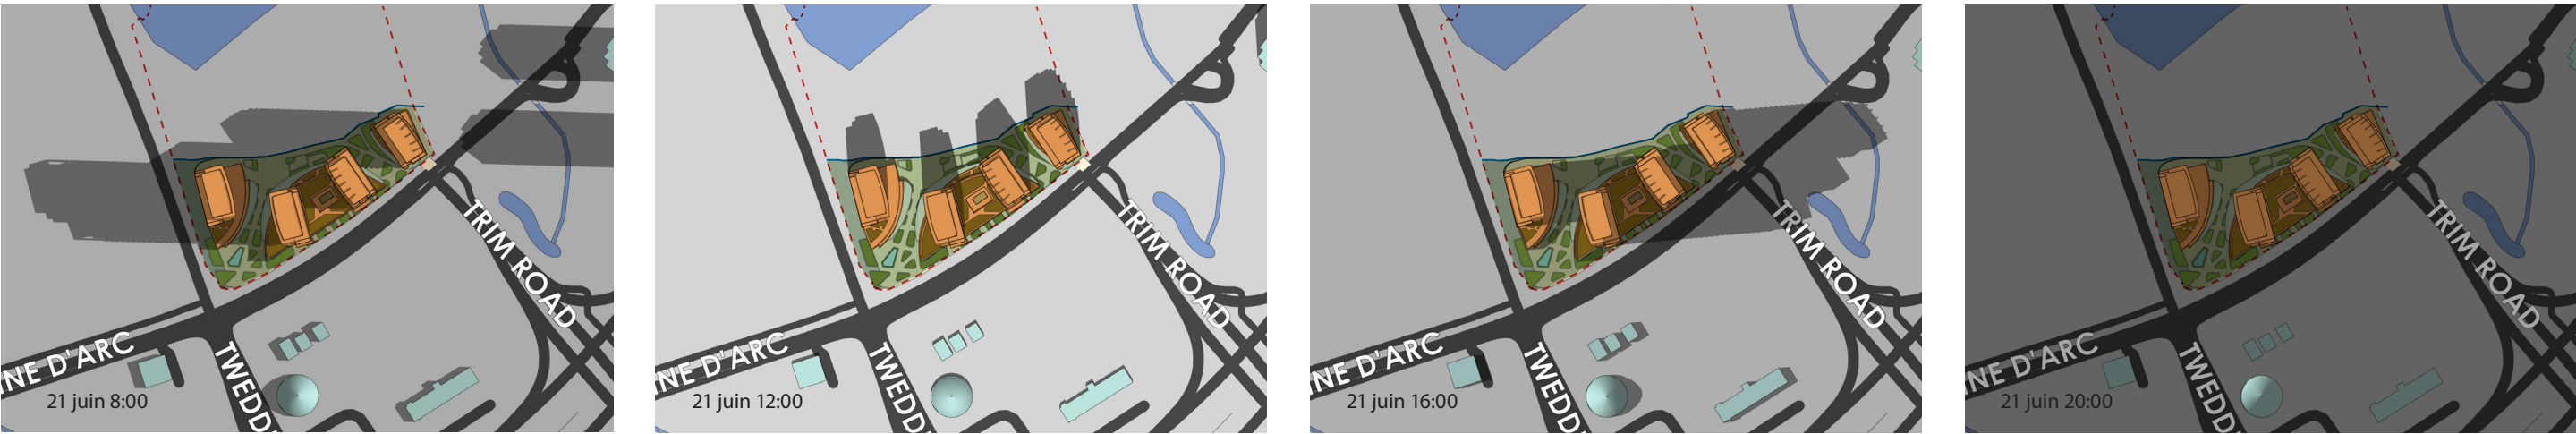 TRIM ROAD
NE D'ARC
TWEDD
21 juin 8:00
TRIM ROAD
NE D'ARC
TWEDD
21 juin 12:00
TRIM ROAD
NE D'ARC
TWEDD
21 juin 16:00
TRIM ROAD
NE D'ARC
TWEDD
21 juin 20:00